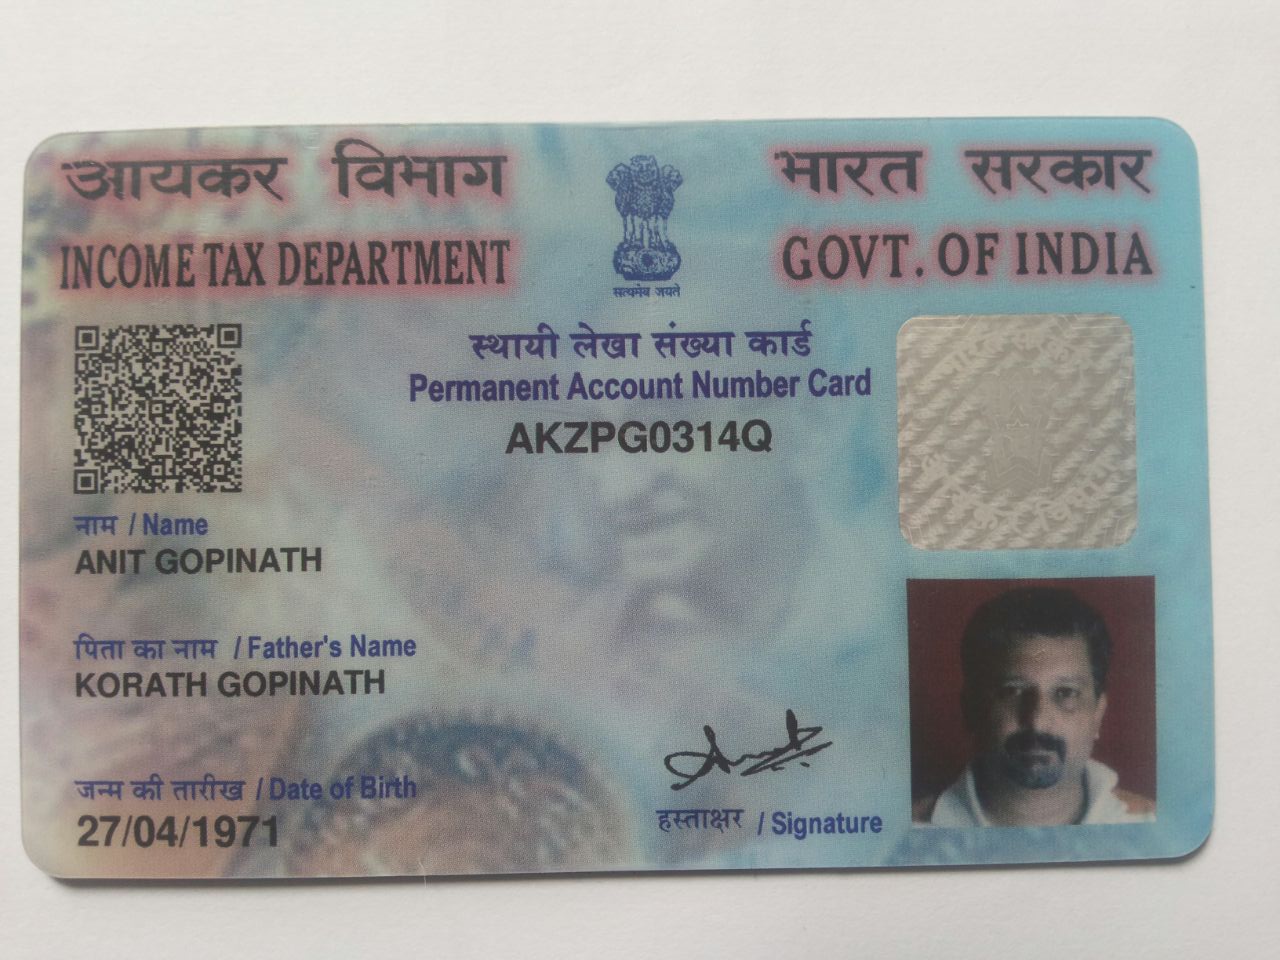 आयकर विभाग
INCOME TAX DEPARTMENT
सत्यमेव जयते
भारत सरकार
GOVT. OF INDIA
स्थायी लेखा संख्या कार्ड
Permanent Account Number Card
AKZPG0314Q
नाम / Name
ANIT GOPINATH
पिता का नाम / Father's Name
KORATH GOPINATH
जन्म की तारीख / Date of Birth
27/04/1971
हस्ताक्षर / Signature